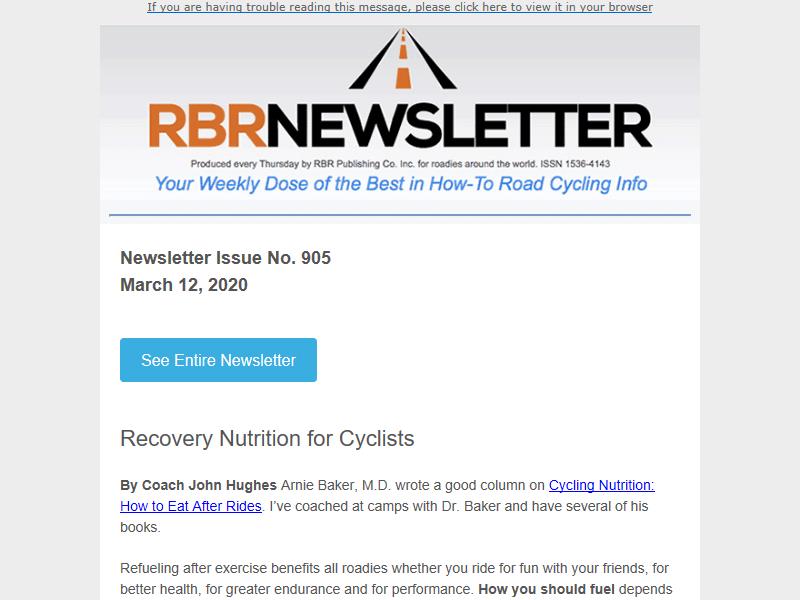 If you are having trouble reading this message, please click here to view it in your browser
RBRNEWSLETTER
Produced every Thursday by RBR Publishing Co. Inc. for roadies around the world. ISSN 1536-4143
Your Weekly Dose of the Best in How-To Road Cycling Info
Newsletter Issue No. 905
March 12, 2020
See Entire Newsletter
Recovery Nutrition for Cyclists
By Coach John Hughes Arnie Baker, M.D. wrote a good column on Cycling Nutrition:
How to Eat After Rides. I've coached at camps with Dr. Baker and have several of his
books.
Refueling after exercise benefits all roadies whether you ride for fun with your friends, for
better health, for greater endurance and for performance. How you should fuel depends